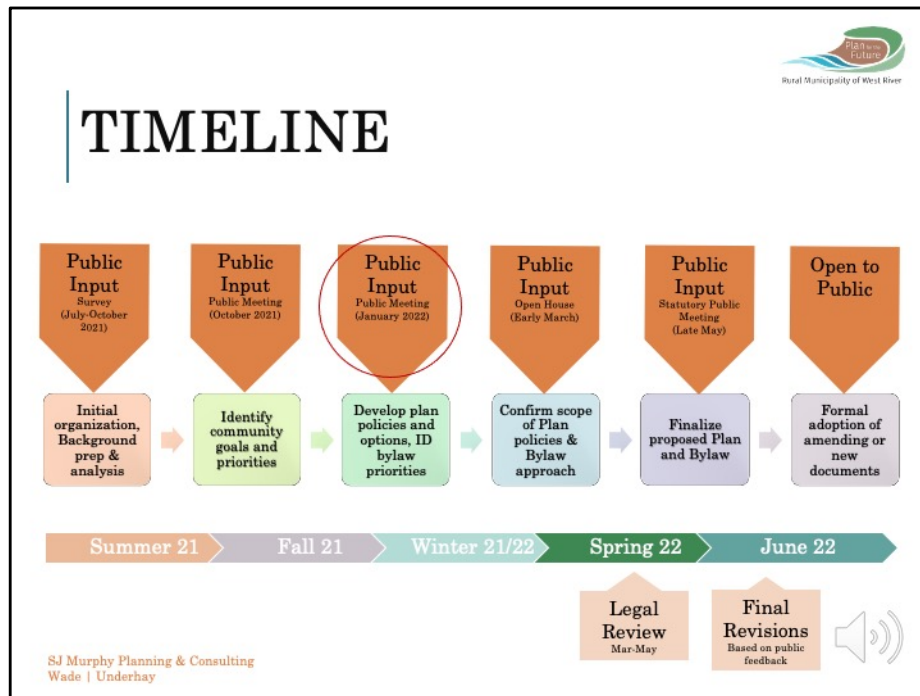 Plan for the
Future
Rural Municipality of West River
TIMELINE
Public
Input
Survey
(July-October
2021)
Public
Input
Public Meeting
(October 2021)
Public
Input
Public Meeting
(January 2022)
Public
Input
Open House
(Early March)
Public
Input
Statutory Public
Meeting
(Late May)
Open to
Public
Initial
organization,
Background
prep &
analysis
Identify
community
goals and
priorities
Develop plan
policies and
options, ID
bylaw
priorities
Confirm scope
of Plan
policies &
Bylaw
approach
Finalize
proposed Plan
and Bylaw
Formal
adoption of
amending or
new
documents
Summer 21
Fall 21
Winter 21/22
Spring 22
June 22
Legal
Review
Mar-May
Final
Revisions
Based on public
feedback
SJ Murphy Planning & Consulting
Wade | Underhay